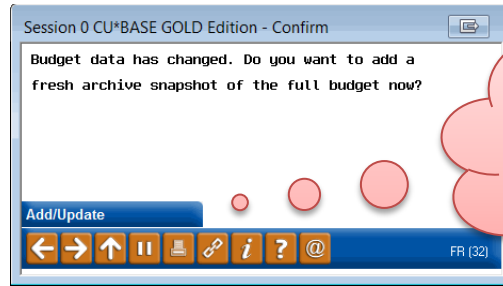 Session 0 CU*BASE GOLD Edition - Confirm
Budget data has changed. Do you want to add a
fresh archive snapshot of the full budget now?
Add/Update
i ? @
FR (32)